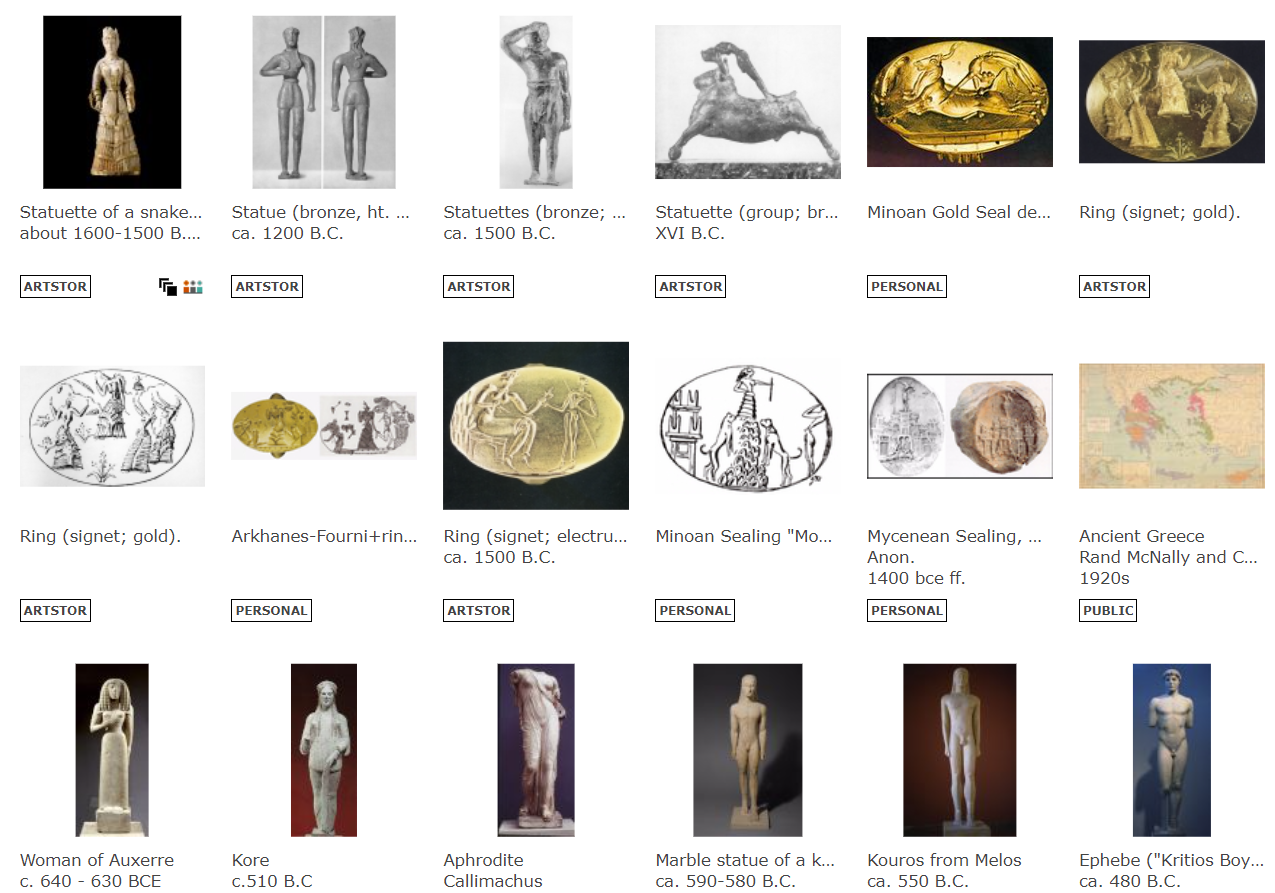 Statuette of a snake...
about 1600-1500 B....
ARTSTOR
Statue (bronze, ht. ...
ca. 1200 B.C.
ARTSTOR
Statuettes (bronze; ...
ca. 1500 B.C.
ARTSTOR
Statuette (group; br...
XVI B.C.
ARTSTOR
Minoan Gold Seal de...
PERSONAL
Ring (signet; gold).
ARTSTOR
Ring (signet; gold).
ARTSTOR
Arkhanes-Fourni+rin...
PERSONAL
Ring (signet; electru...
ca. 1500 B.C.
ARTSTOR
Minoan Sealing "Mo...
PERSONAL
Mycenean Sealing, ...
Anon.
1400 bce ff.
PERSONAL
Ancient Greece
Rand McNally and C...
1920s
PUBLIC
Woman of Auxerre
c. 640 - 630 BCE
Kore
c.510 B.C
Aphrodite
Callimachus
Marble statue of a k...
ca. 590-580 B.C.
Kouros from Melos
ca. 550 B.C.
Ephebe ("Kritios Boy...
ca. 480 B.C.